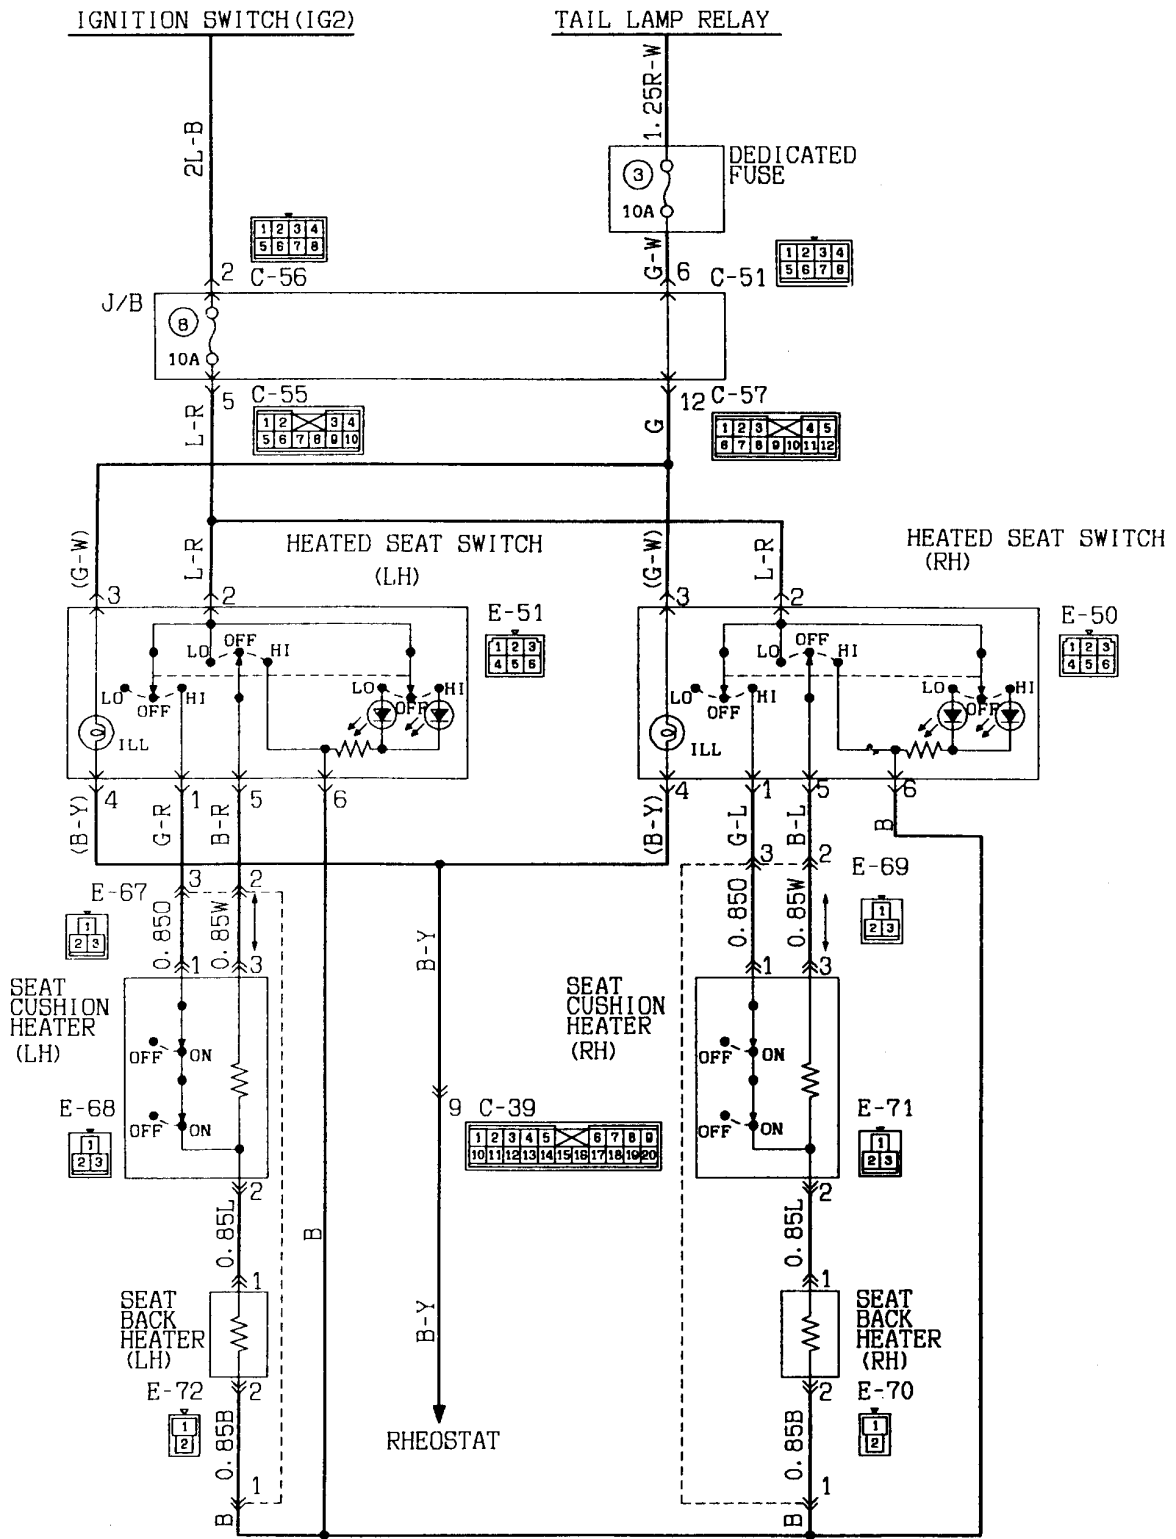 IGNITION SWITCH(IG2)
TAIL LAMP RELAY
2L-B
1.25R-W
DEDICATED
FUSE
3
10A
G-W
1 2 3 4
5 6 7 8
2
C-56
6
C-51
1 2 3 4
5 6 7 8
J/B
8
10A
5
C-55
12
C-57
L-R
1 2 3 4
5 6 7 8 9 10
G
1 2 3 4 5
6 7 8 9 10 11 12
HEATED SEAT SWITCH
(LH)
HEATED SEAT SWITCH
(RH)
(G-W)
L-R
(G-W)
L-R
3
2
3
2
E-51
1 2 3
4 5 6
E-50
1 2 3
4 5 6
LO
OFF
HI
LO
OFF
HI
LO
OFF
HI
ILL
LO
OFF
HI
LO
OFF
HI
LO
OFF
HI
ILL
4
1
5
6
4
1
5
6
(B-Y)
G-R
B-R
(B-Y)
G-L
B-L
B
E-67
1
2 3
3
2
3
2
E-69
1
2 3
0.85O
0.85W
0.85O
0.85W
B-Y
1
3
1
3
SEAT
CUSHION
HEATER
(LH)
SEAT
CUSHION
HEATER
(RH)
OFF
ON
OFF
ON
OFF
ON
OFF
ON
E-68
1
2 3
9
C-39
1 2 3 4 5 6 7 8 9
10 11 12 13 14 15 16 17 18 19 20
E-71
1
2 3
2
2
0.85L
B
0.85L
1
1
SEAT
BACK
HEATER
(LH)
B-Y
SEAT
BACK
HEATER
(RH)
2
2
E-72
1
2
E-70
1
2
0.85B
RHEOSTAT
0.85B
1
1
B
B